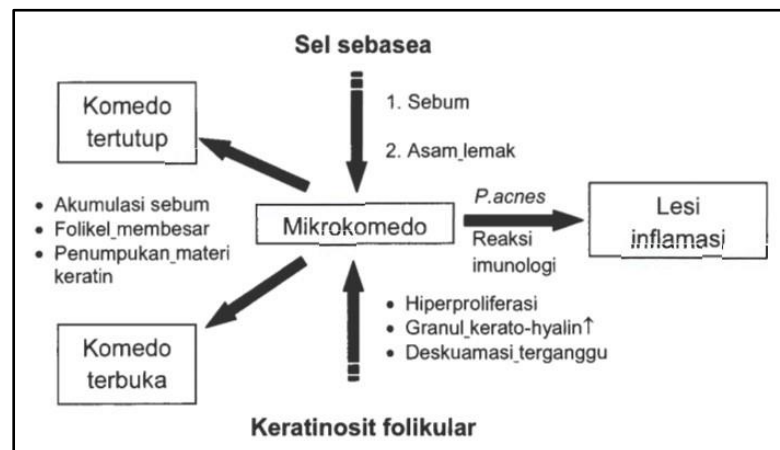 Sel sebasea
Komedo
tertutup
1. Sebum
2. Asam_lemak
• Akumulasi sebum
• Folikel_membesar
• Penumpukan_materi
keratin
Mikrokomedo
P.acnes
Reaksi
imunologi
Lesi
inflamasi
Komedo
terbuka
• Hiperproliferasi
• Granul_kerato-hyalin↑
• Deskuamasi_terganggu
Keratinosit folikular